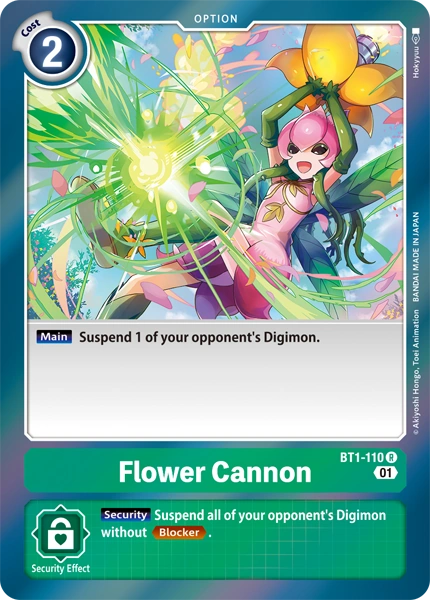 OPTION
Cost
2
Hokyyuu
Main Suspend 1 of your opponent's Digimon.
© Akiyoshi Hongo, Toei Animation BANDAI MADE IN JAPAN
Flower Cannon
BT1-110 R
01
Security Suspend all of your opponent's Digimon
without Blocker .
Security Effect